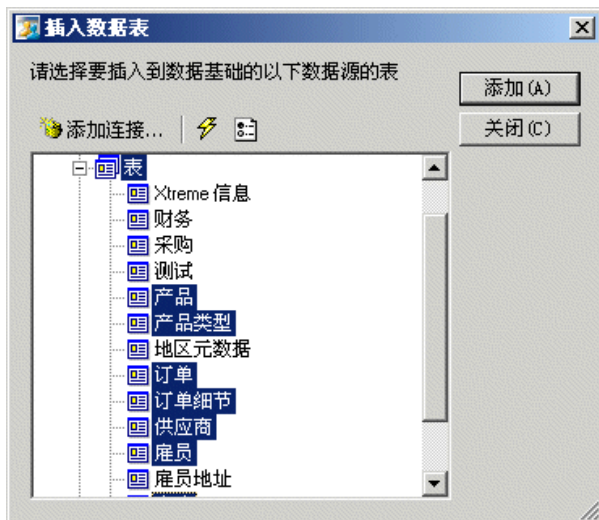 插入数据表
请选择要插入到数据基础的以下数据源的表
添加(A)
添加连接...
关闭(C)
表
Xtreme 信息
财务
采购
测试
产品
产品类型
地区元数据
订单
订单细节
供应商
雇员
雇员地址